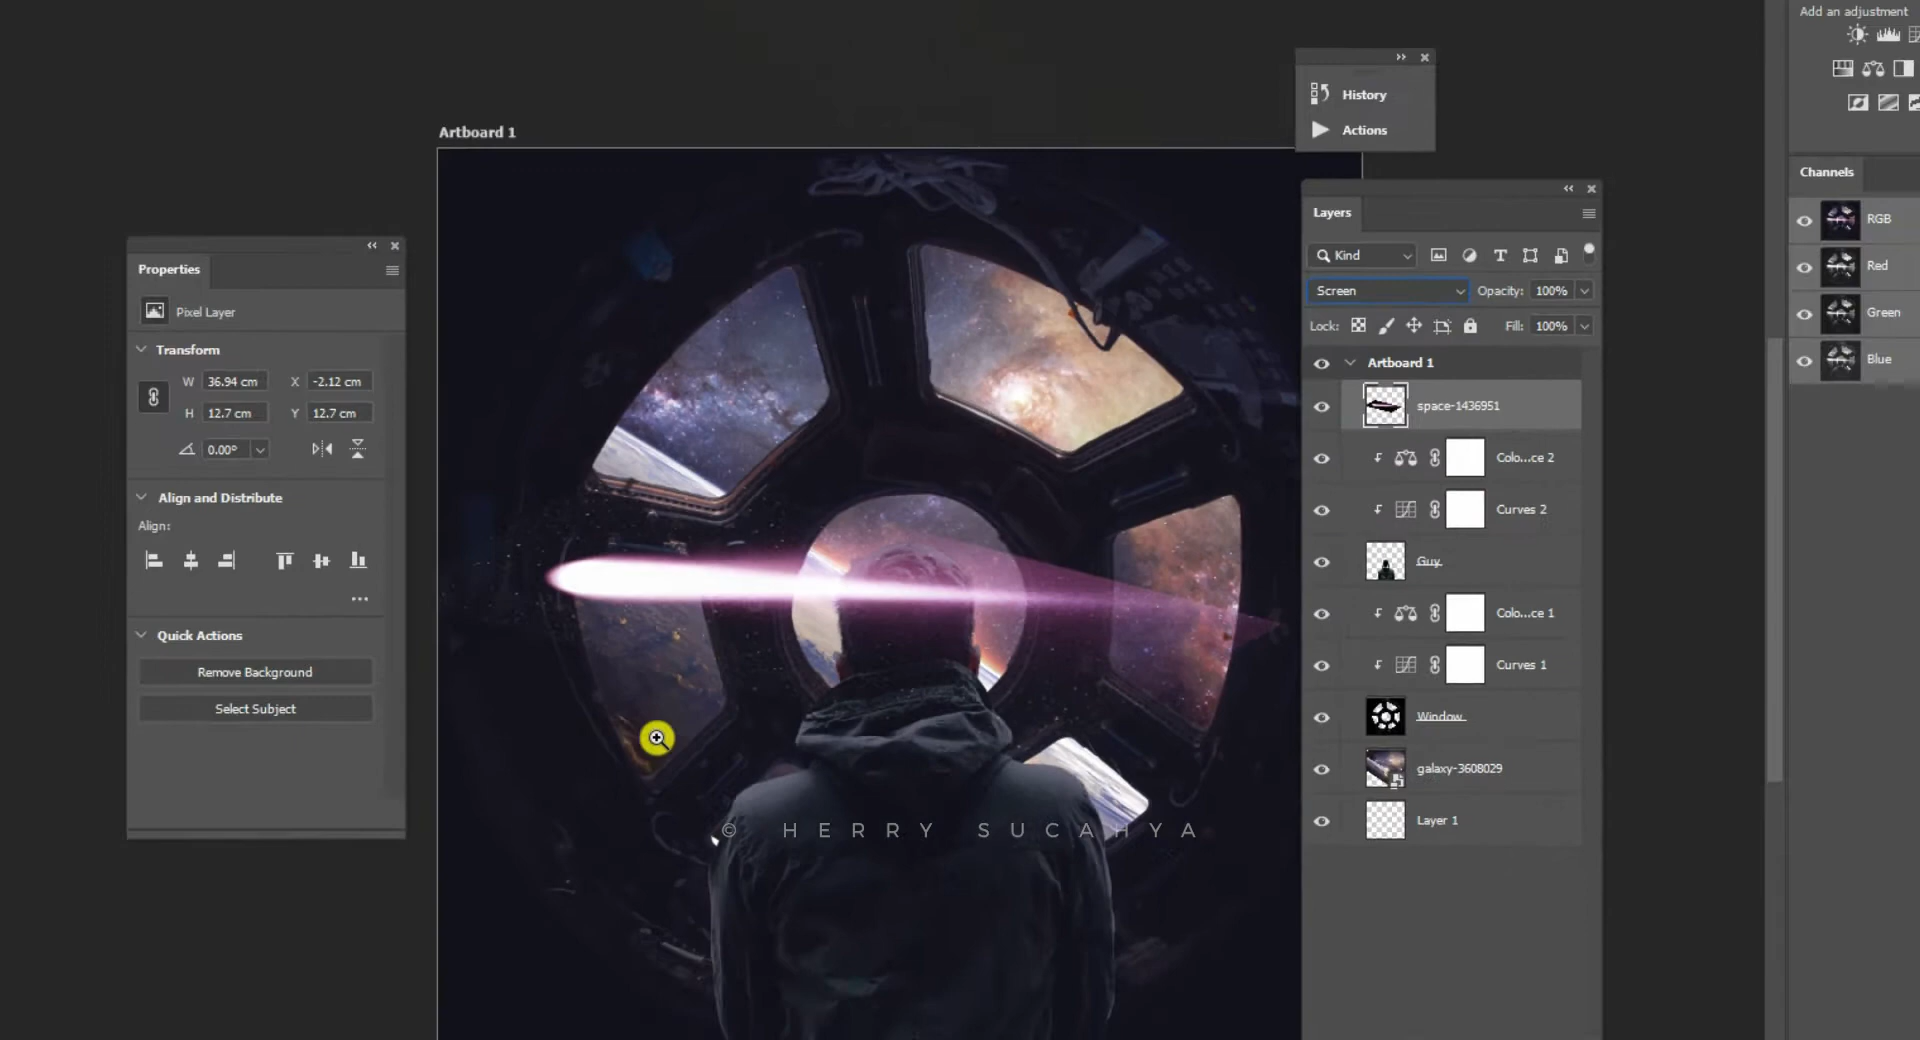 Add an adjustment
History
Actions
Artboard 1
Channels
RGB
Red
Green
Blue
Properties
Pixel Layer
Transform
W 36.94 cm X -2.12 cm
H 12.7 cm Y 12.7 cm
0.00°
Align and Distribute
Align:
Quick Actions
Remove Background
Select Subject
Layers
Kind
Screen Opacity: 100%
Lock: Fill: 100%
Artboard 1
space-1436951
Colo...ce 2
Curves 2
Guy
Colo...ce 1
Curves 1
Window
galaxy-3608029
Layer 1
© HERRY SUCAHYA